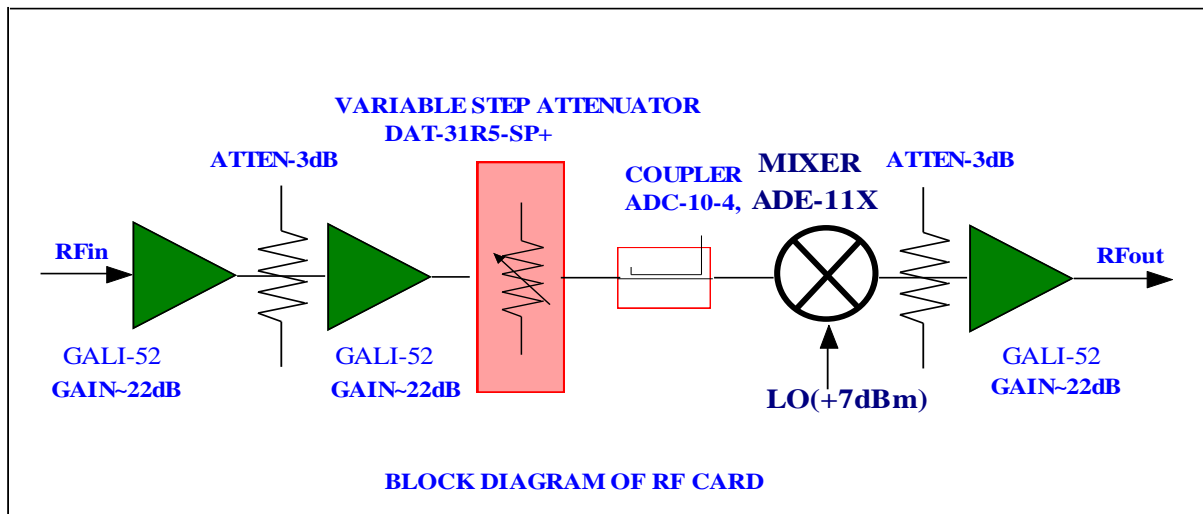 VARIABLE STEP ATTENUATOR
DAT-31R5-SP+
ATTEN-3dB
COUPLER
ADC-10-4,
MIXER
ADE-11X
ATTEN-3dB
RFin
RFout
GALI-52
GAIN~22dB
GALI-52
GAIN~22dB
LO(+7dBm)
GALI-52
GAIN~22dB
BLOCK DIAGRAM OF RF CARD